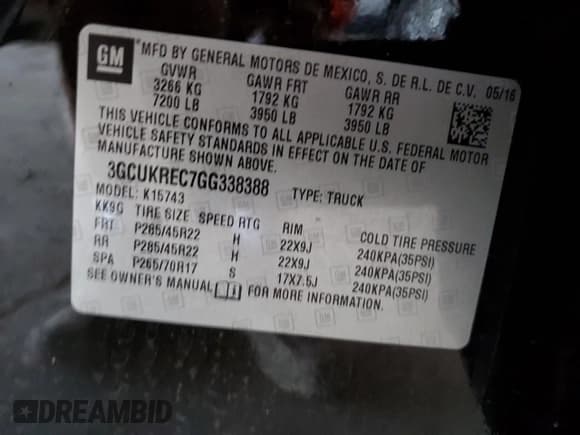 GM
*MFD BY GENERAL MOTORS DE MEXICO, S. DE R.L. DE C.V. 05/16
GVWR GAWR FRT GAWR RR
3266 KG 1792 KG 1792 KG
7200 LB 3950 LB 3950 LB
THIS VEHICLE CONFORMS TO ALL APPLICABLE U.S. FEDERAL MOTOR
VEHICLE SAFETY STANDARDS IN EFFECT ON THE DATE OF
MANUFACTURE SHOWN ABOVE.
3GCUKREC7GG338388 TYPE: TRUCK
MODEL: K15743
KK9G TIRE SIZE SPEED RTG RIM COLD TIRE PRESSURE
FRT P285/45R22 H 22X9J 240KPA(35PSI)
RR P285/45R22 H 22X9J 240KPA(35PSI)
SPA P265/70R17 S 17X7.5J 240KPA(35PSI)
SEE OWNER'S MANUAL FOR MORE INFORMATION.
DREAMBID